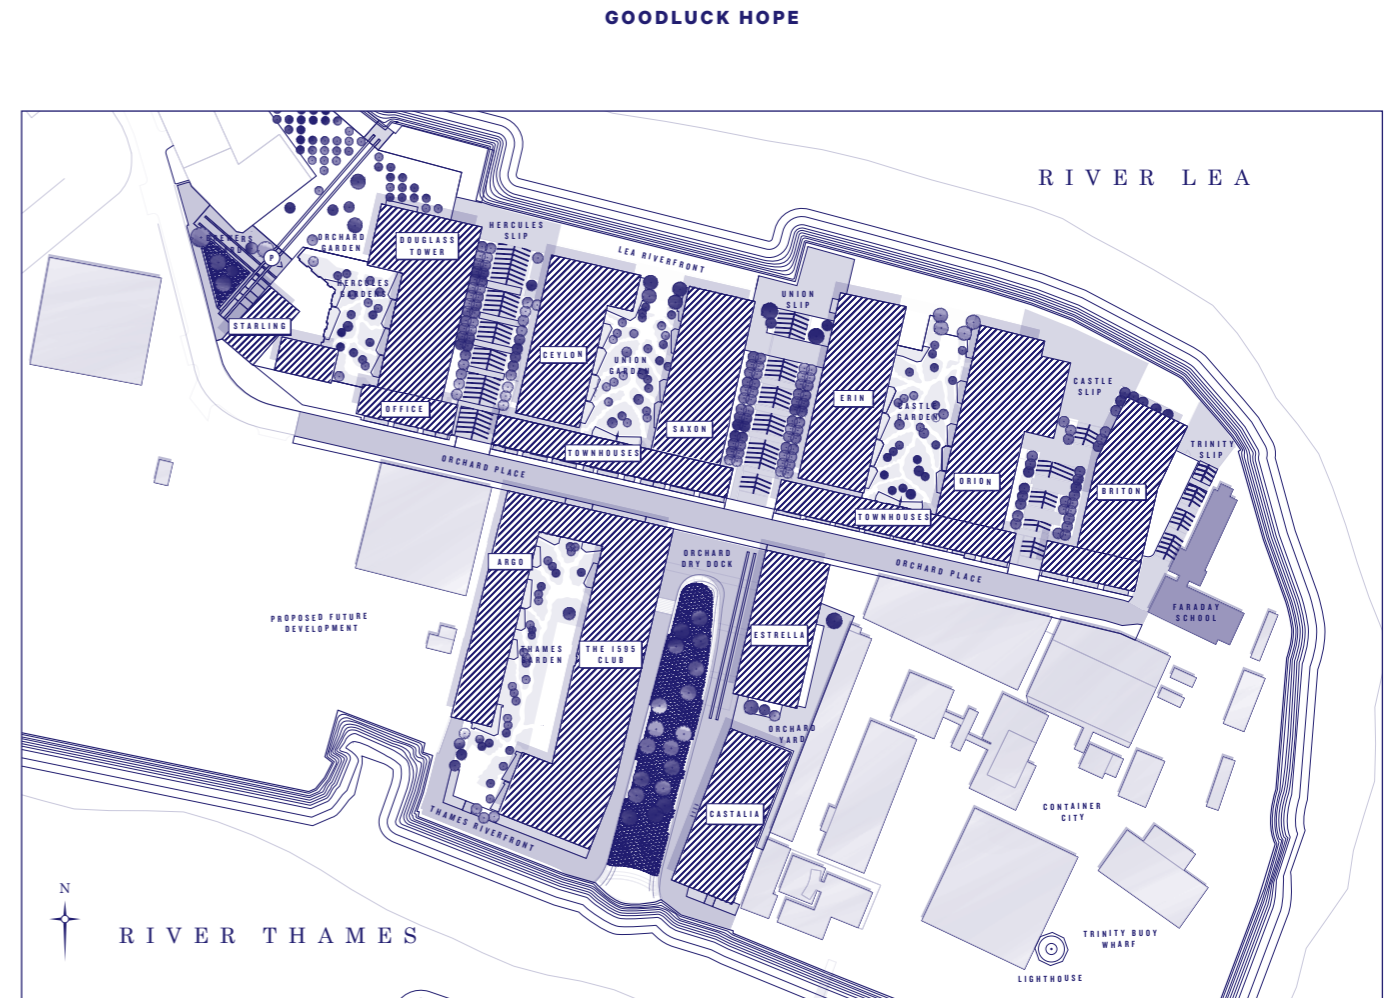 GOODLUCK HOPE
RIVER LEA
HERCULES
SLIP
ORCHARD
GARDEN
DOUGLASS
TOWER
LEA RIVERFRONT
HERCULES
GARDENS
P
UNION
SLIP
STARLING
CEYLON
UNION
GARDEN
CASTLE
SLIP
ERIN
OFFICE
CASTLE
GARDEN
SAXON
TOWNHOUSES
TRINITY
SLIP
ORCHARD PLACE
ORION
GRITON
TOWNHOUSES
ARGO
ORCHARD
DRY DOCK
ORCHARD PLACE
FARADAY
SCHOOL
PROPOSED FUTURE
DEVELOPMENT
ESTRELLA
THAMES
GARDEN
THE 1595
CLUB
ORCHARD
YARD
CONTAINER
CITY
CASTALIA
THAMES RIVERFRONT
N
RIVER THAMES
TRINITY BUOY
WHARF
LIGHTHOUSE